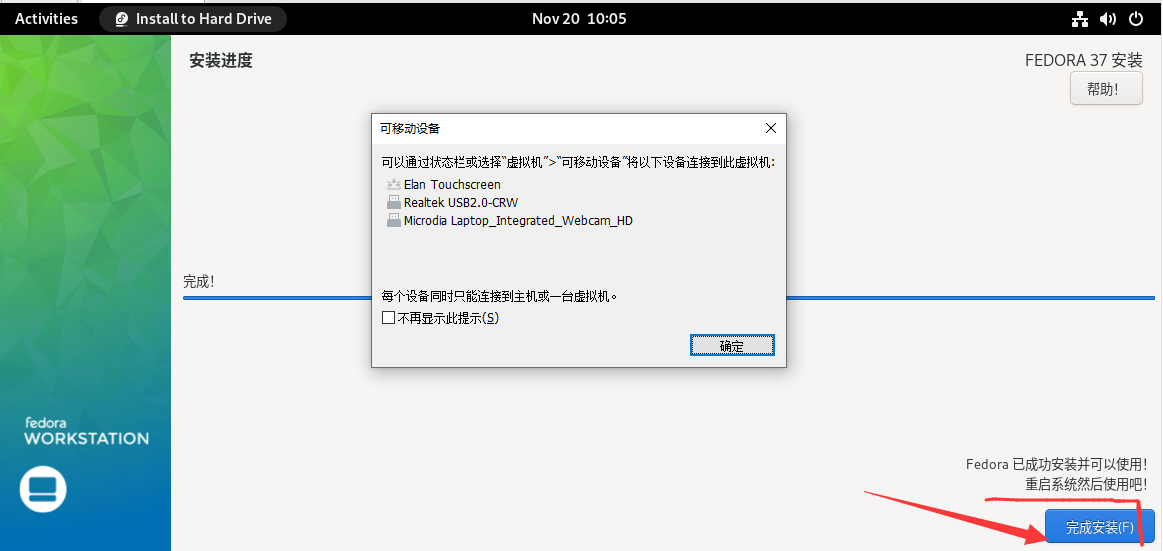 Activities
Install to Hard Drive
Nov 20 10:05
安装进度
FEDORA 37 安装
帮助!
可移动设备
可以通过状态栏或选择“虚拟机”>“可移动设备”将以下设备连接到此虚拟机:
Elan Touchscreen
Realtek USB2.0-CRW
Microdia Laptop_Integrated_Webcam_HD
完成!
每个设备同时只能连接到主机或一台虚拟机。
不再显示此提示(S)
确定
fedora
WORKSTATION
Fedora 已成功安装并可以使用!
重启系统然后使用吧!
完成安装(F)